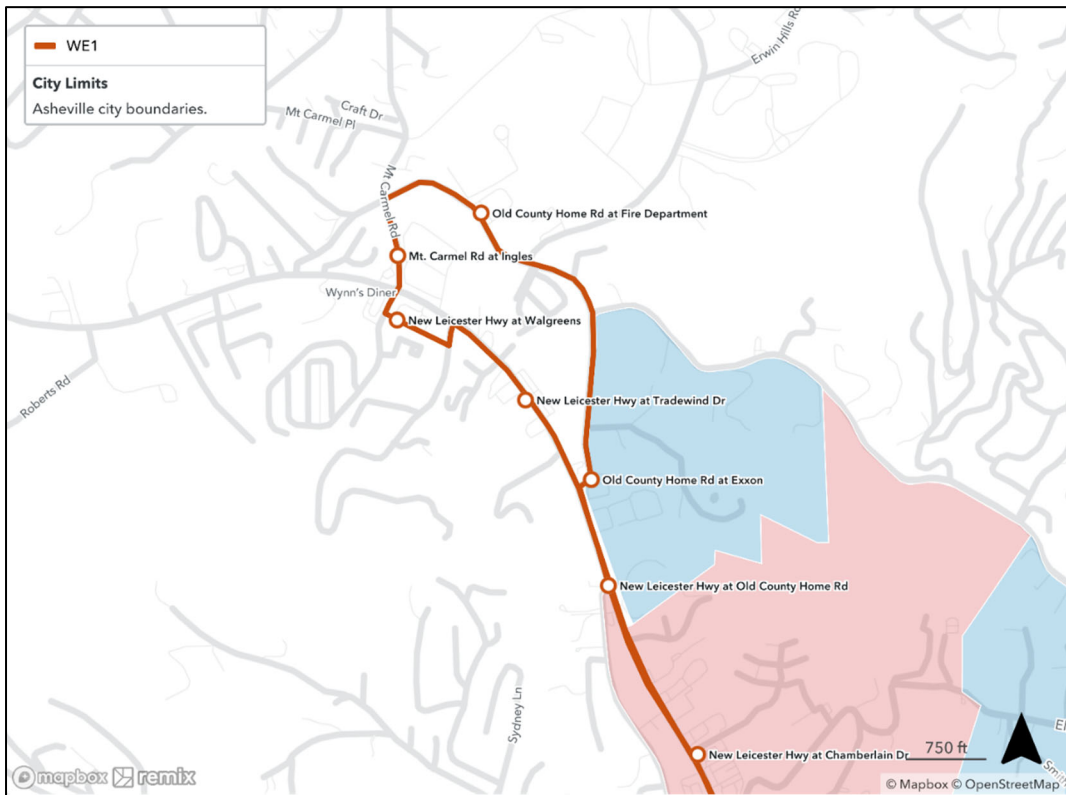 WE1
City Limits
Asheville city boundaries.
Erwin Hills Rd
Craft Dr
Mt Carmel Pl
Mt Carmel Rd
Old County Home Rd at Fire Department
Mt. Carmel Rd at Ingles
Wynn's Diner
New Leicester Hwy at Walgreens
Roberts Rd
New Leicester Hwy at Tradewind Dr
Old County Home Rd at Exxon
New Leicester Hwy at Old County Home Rd
Sydney Ln
New Leicester Hwy at Chamberlain Dr
750 ft
mapbox remix
© Mapbox © OpenStreetMap